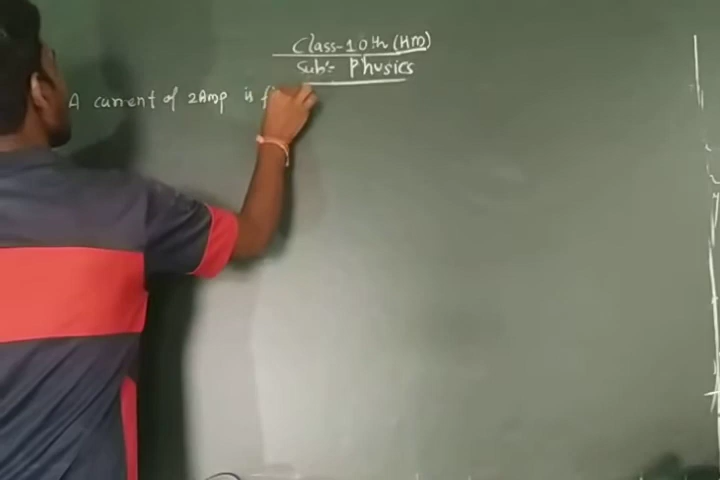 Class-10th (HM)
Sub:- Physics
A current of 2Amp is